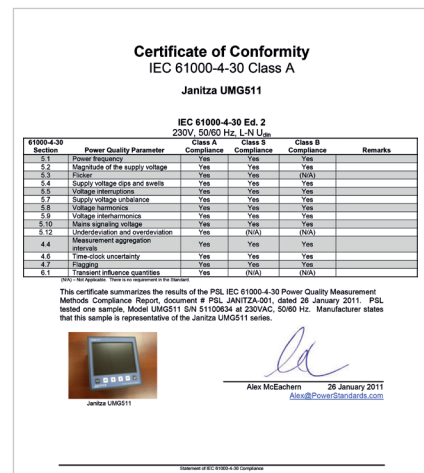 Certificate of Conformity
IEC 61000-4-30 Class A
Janitza UMG511
IEC 61000-4-30 Ed. 2
230V, 50/60 Hz, L-N Udin
61000-4-30 Section Power Quality Parameter Class A Compliance Class S Compliance Class B Compliance Remarks
5.1 Power frequency Yes Yes Yes
5.2 Magnitude of the supply voltage Yes Yes Yes
5.3 Flicker Yes Yes (N/A)
5.4 Supply voltage dips and swells Yes Yes Yes
5.5 Voltage interruptions Yes Yes Yes
5.7 Supply voltage unbalance Yes Yes Yes
5.8 Voltage harmonics Yes Yes Yes
5.9 Voltage interharmonics Yes Yes Yes
5.10 Mains signaling voltage Yes Yes Yes
5.12 Underdeviation and overdeviation Yes (N/A) (N/A)
4.4 Measurement aggregation intervals Yes Yes Yes
4.6 Time-clock uncertainty Yes Yes Yes
4.7 Flagging Yes Yes Yes
6.1 Transient influence quantities Yes (N/A) (N/A)
(N/A) – Not Applicable. There is no requirement in the Standard.
This certificate summarizes the results of the PSL IEC 61000-4-30 Power Quality Measurement
Methods Compliance Report, document # PSL JANITZA-001, dated 26 January 2011. PSL
tested one sample, Model UMG511 S/N 51100634 at 230VAC, 50/60 Hz. Manufacturer states
that this sample is representative of the Janitza UMG511 series.
Janitza UMG511
Alex McEachern 26 January 2011
Alex@PowerStandards.com
Statement of IEC 61000-4-30 Compliance